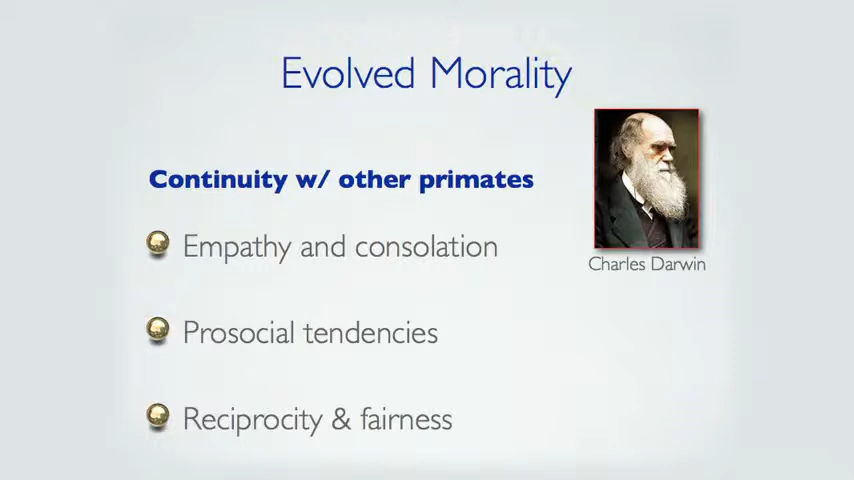 Evolved Morality
Continuity w/ other primates
Empathy and consolation
Charles Darwin
Prosocial tendencies
Reciprocity & fairness